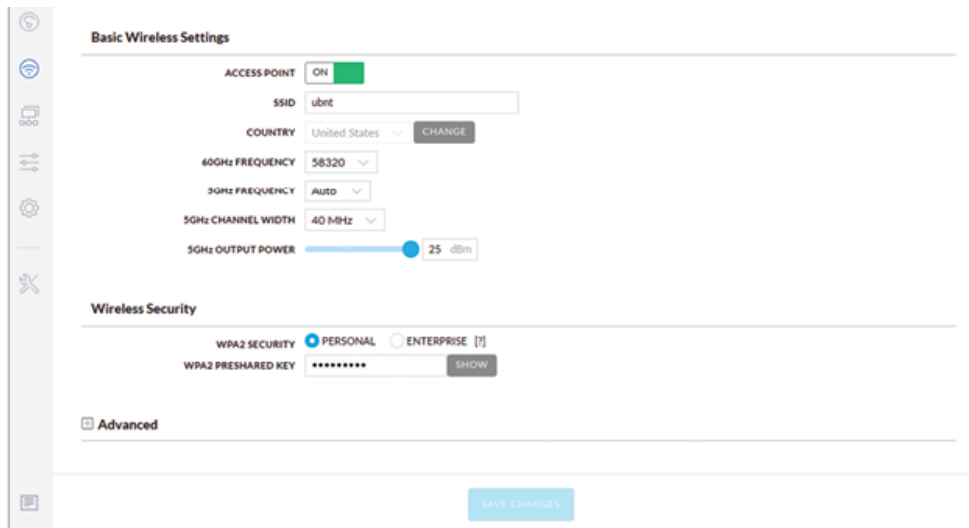 Basic Wireless Settings
ACCESS POINT ON
SSID ubnt
COUNTRY United States CHANGE
60GHz FREQUENCY 58320
5GHz FREQUENCY Auto
5GHz CHANNEL WIDTH 40 MHz
5GHz OUTPUT POWER 25 dBm
Wireless Security
WPA2 SECURITY PERSONAL ENTERPRISE [?]
WPA2 PRESHARED KEY ••••••••• SHOW
Advanced
SAVE CHANGES